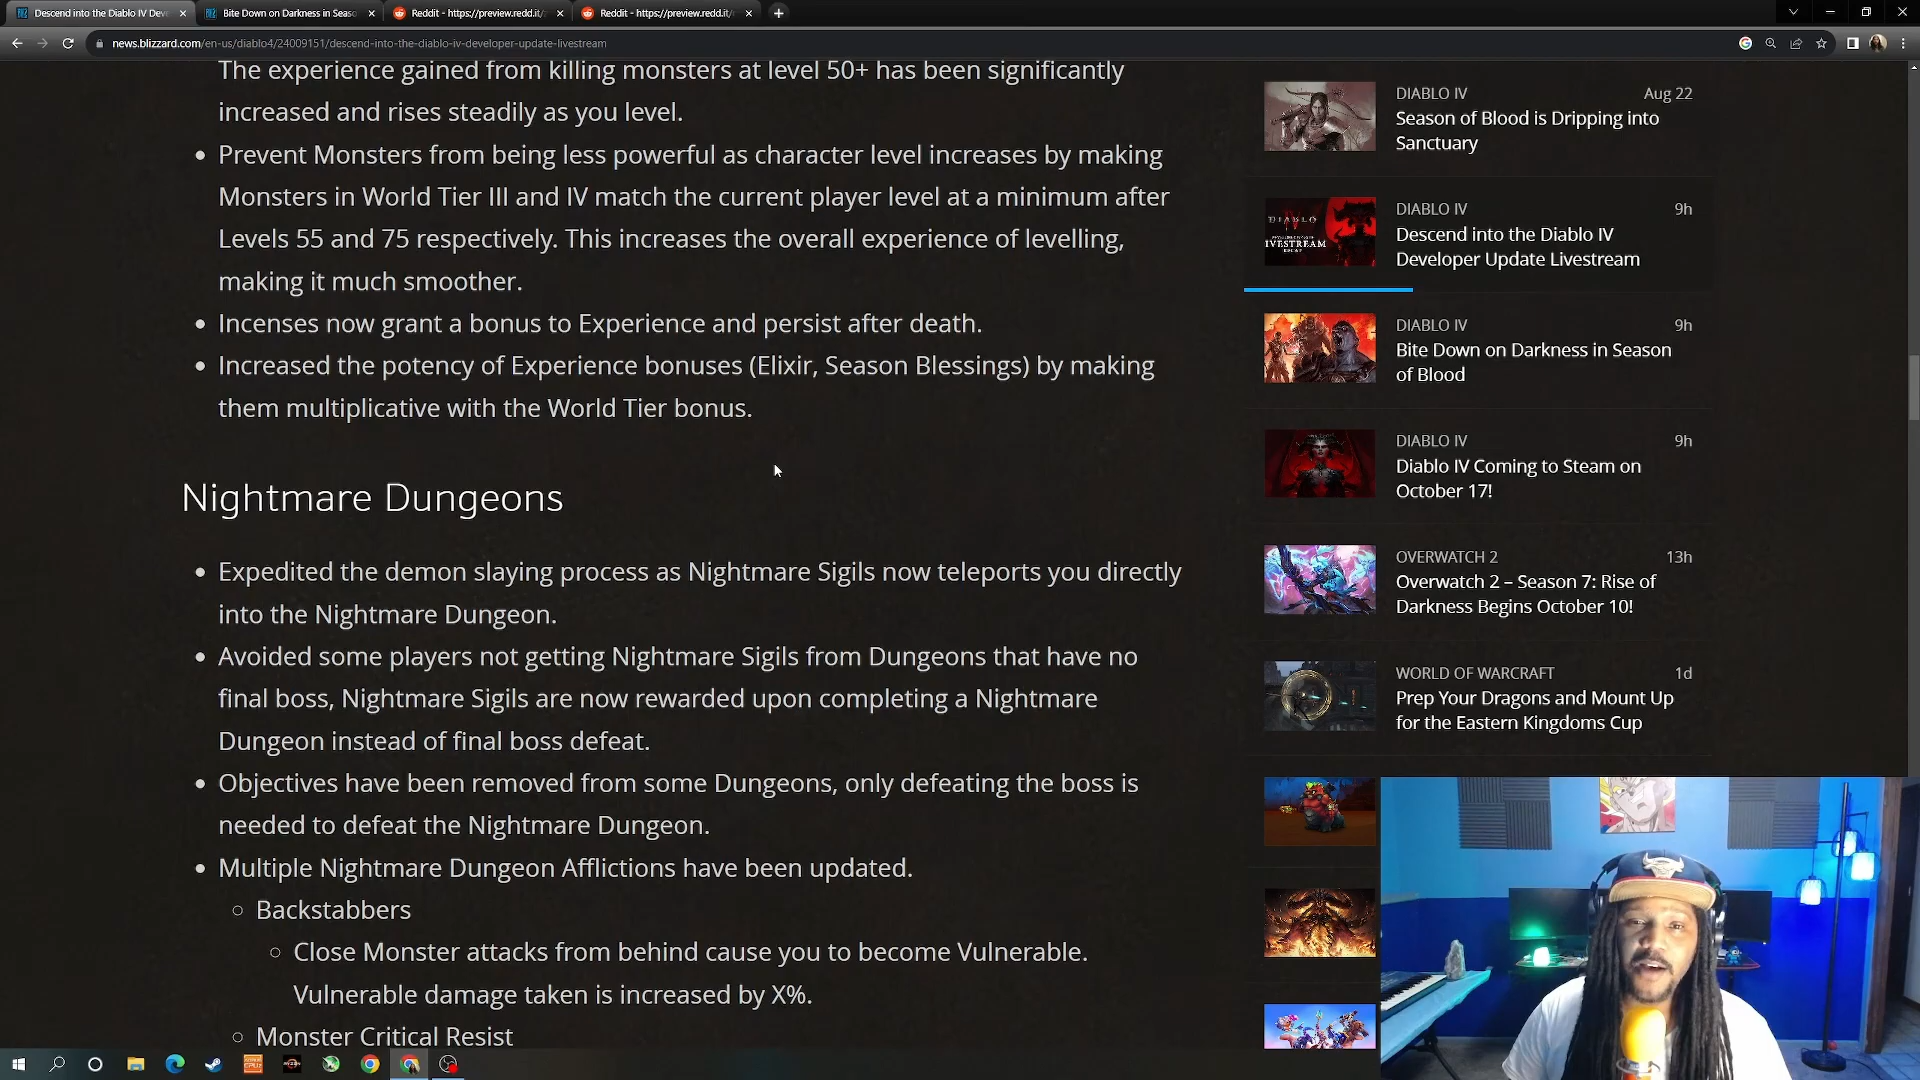 Descend into the Diablo IV Deve
Bite Down on Darkness in Seaso
Reddit - https://preview.redd.it/
Reddit - https://preview.redd.it/
news.blizzard.com/en-us/diablo4/24009151/descend-into-the-diablo-iv-developer-update-livestream
The experience gained from killing monsters at level 50+ has been significantly
increased and rises steadily as you level.
Prevent Monsters from being less powerful as character level increases by making
Monsters in World Tier III and IV match the current player level at a minimum after
Levels 55 and 75 respectively. This increases the overall experience of levelling,
making it much smoother.
Incenses now grant a bonus to Experience and persist after death.
Increased the potency of Experience bonuses (Elixir, Season Blessings) by making
them multiplicative with the World Tier bonus.
Nightmare Dungeons
Expedited the demon slaying process as Nightmare Sigils now teleports you directly
into the Nightmare Dungeon.
Avoided some players not getting Nightmare Sigils from Dungeons that have no
final boss, Nightmare Sigils are now rewarded upon completing a Nightmare
Dungeon instead of final boss defeat.
Objectives have been removed from some Dungeons, only defeating the boss is
needed to defeat the Nightmare Dungeon.
Multiple Nightmare Dungeon Afflictions have been updated.
Backstabbers
Close Monster attacks from behind cause you to become Vulnerable.
Vulnerable damage taken is increased by X%.
Monster Critical Resist
DIABLO IV Aug 22
Season of Blood is Dripping into
Sanctuary
DIABLO IV 9h
Descend into the Diablo IV
Developer Update Livestream
DIABLO IV 9h
Bite Down on Darkness in Season
of Blood
DIABLO IV 9h
Diablo IV Coming to Steam on
October 17!
OVERWATCH 2 13h
Overwatch 2 – Season 7: Rise of
Darkness Begins October 10!
WORLD OF WARCRAFT 1d
Prep Your Dragons and Mount Up
for the Eastern Kingdoms Cup